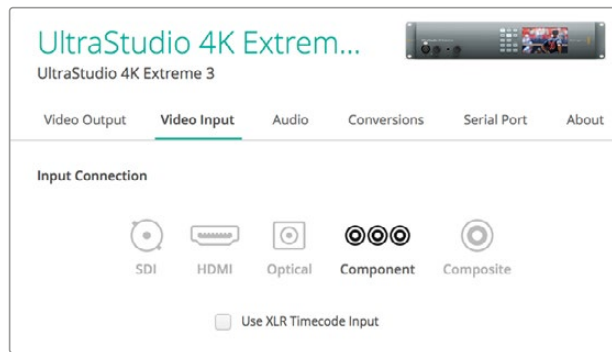 UltraStudio 4K Extrem...
UltraStudio 4K Extreme 3
Video Output Video Input Audio Conversions Serial Port About
Input Connection
SDI HDMI Optical Component Composite
Use XLR Timecode Input